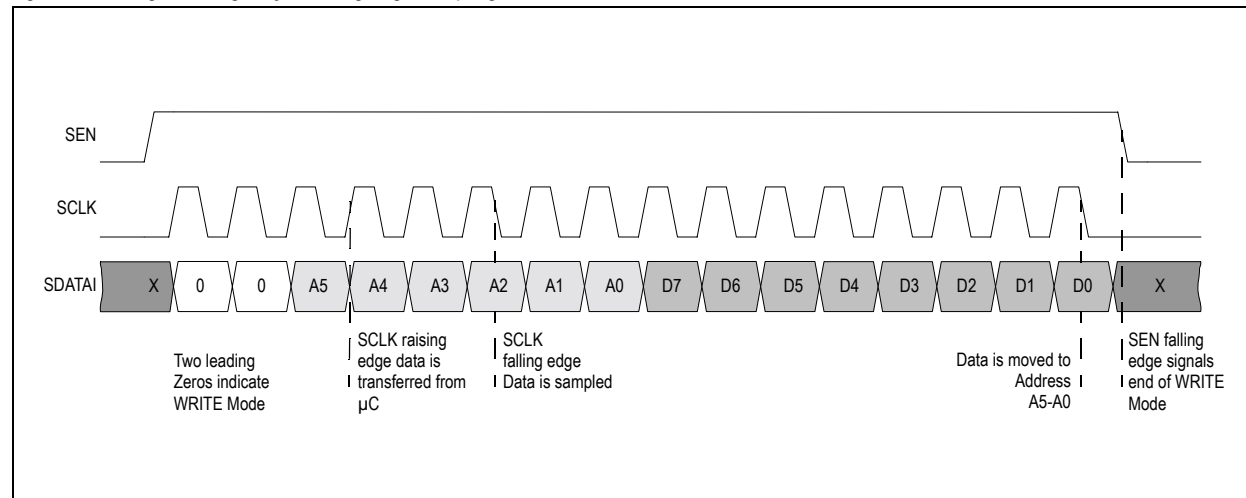 SEN
SCLK
SDATAI
X 0 0 A5 A4 A3 A2 A1 A0 D7 D6 D5 D4 D3 D2 D1 D0 X
Two leading
Zeros indicate
WRITE Mode
SCLK raising
edge data is
transferred from
µC
SCLK
falling edge
Data is sampled
Data is moved to
Address
A5-A0
SEN falling
edge signals
end of WRITE
Mode